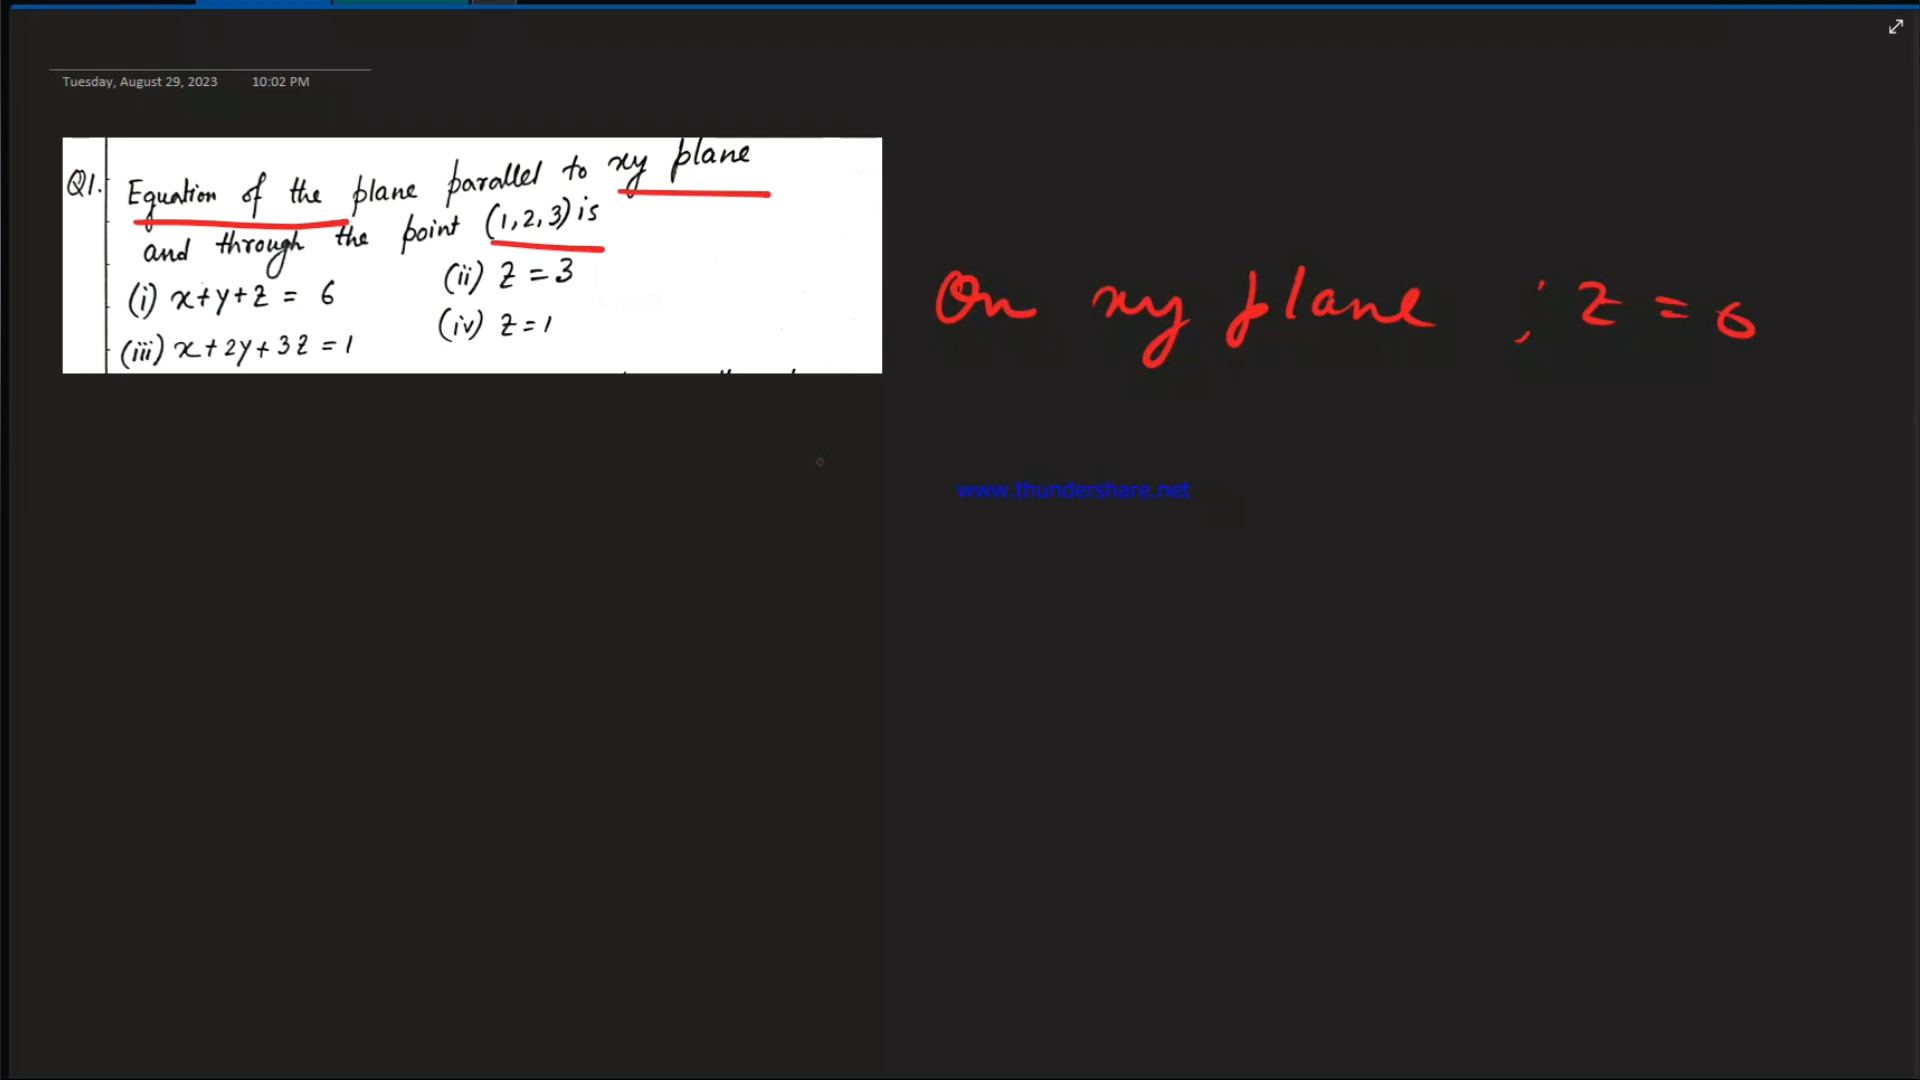 Tuesday, August 29, 2023 10:02 PM
Q1. Equation of the plane parallel to xy plane
and through the point (1,2,3) is
(i) x+y+z = 6 (ii) z = 3
(iii) x+2y+3z = 1 (iv) z = 1
On xy plane ; z = 0
www.thundershare.net